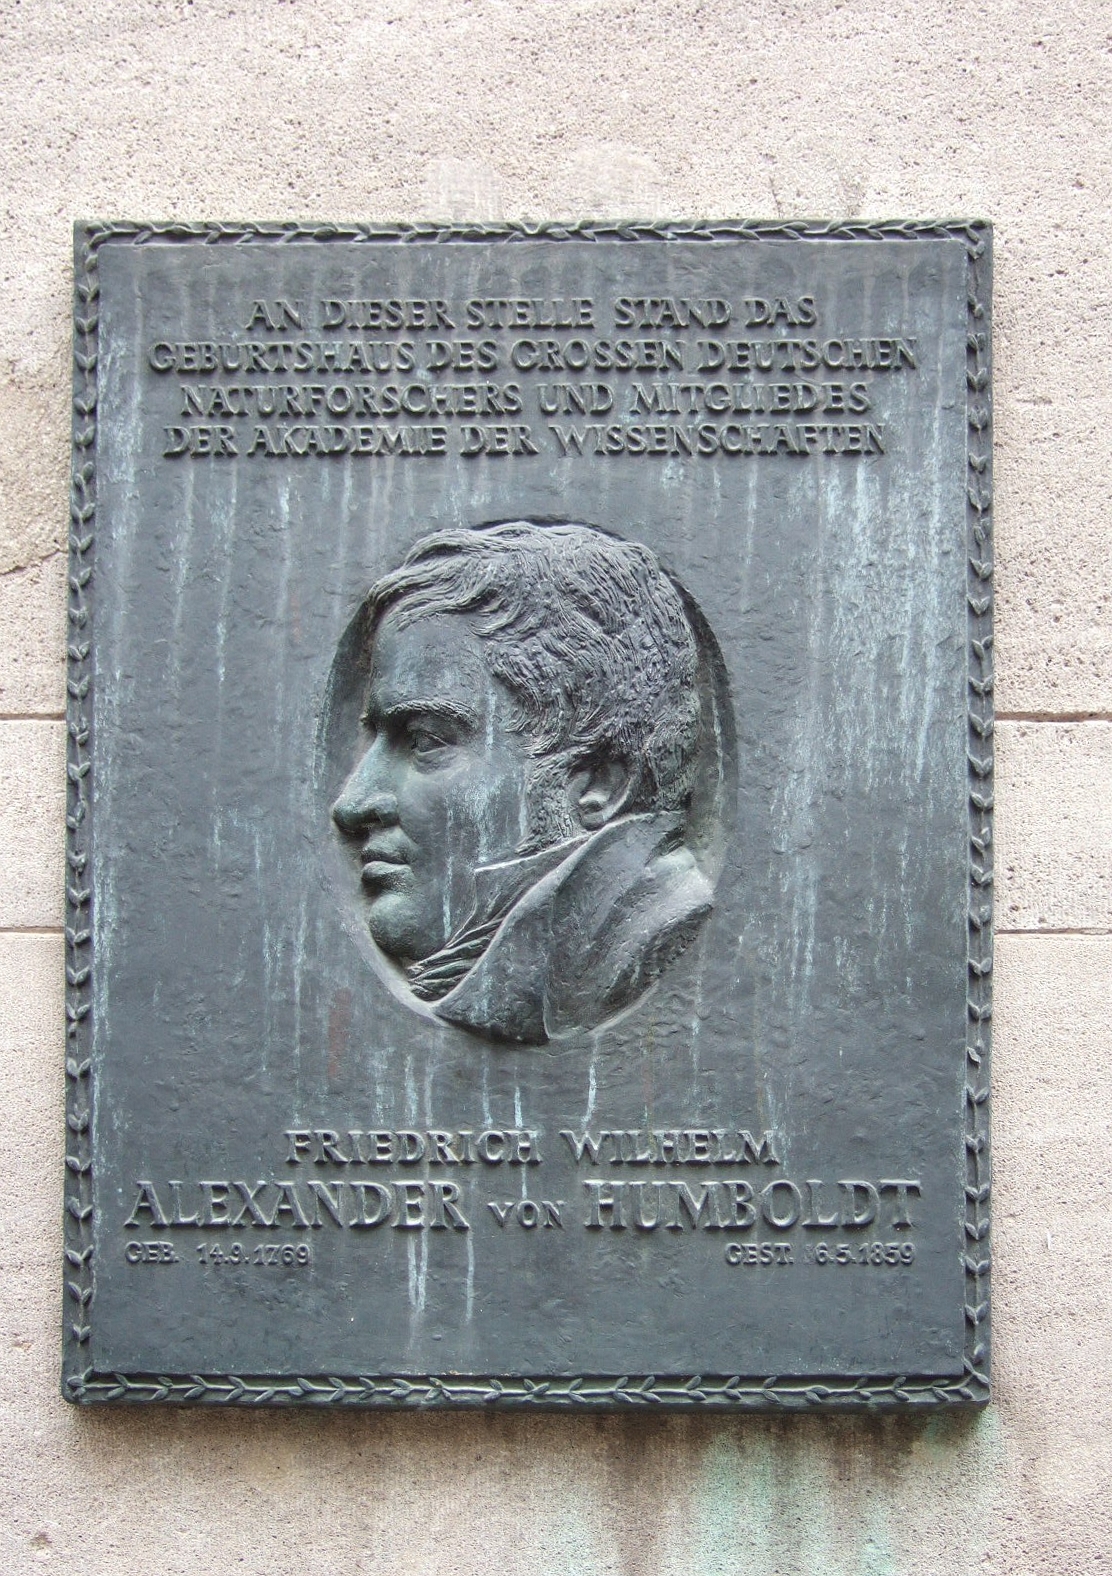 AN DIESER STELLE STAND DAS
GEBURTSHAUS DES GROSSEN DEUTSCHEN
NATURFORSCHERS UND MITGLIEDES
DER AKADEMIE DER WISSENSCHAFTEN
FRIEDRICH WILHELM
ALEXANDER VON HUMBOLDT
GEB. 14.9.1769 GEST. 6.5.1859